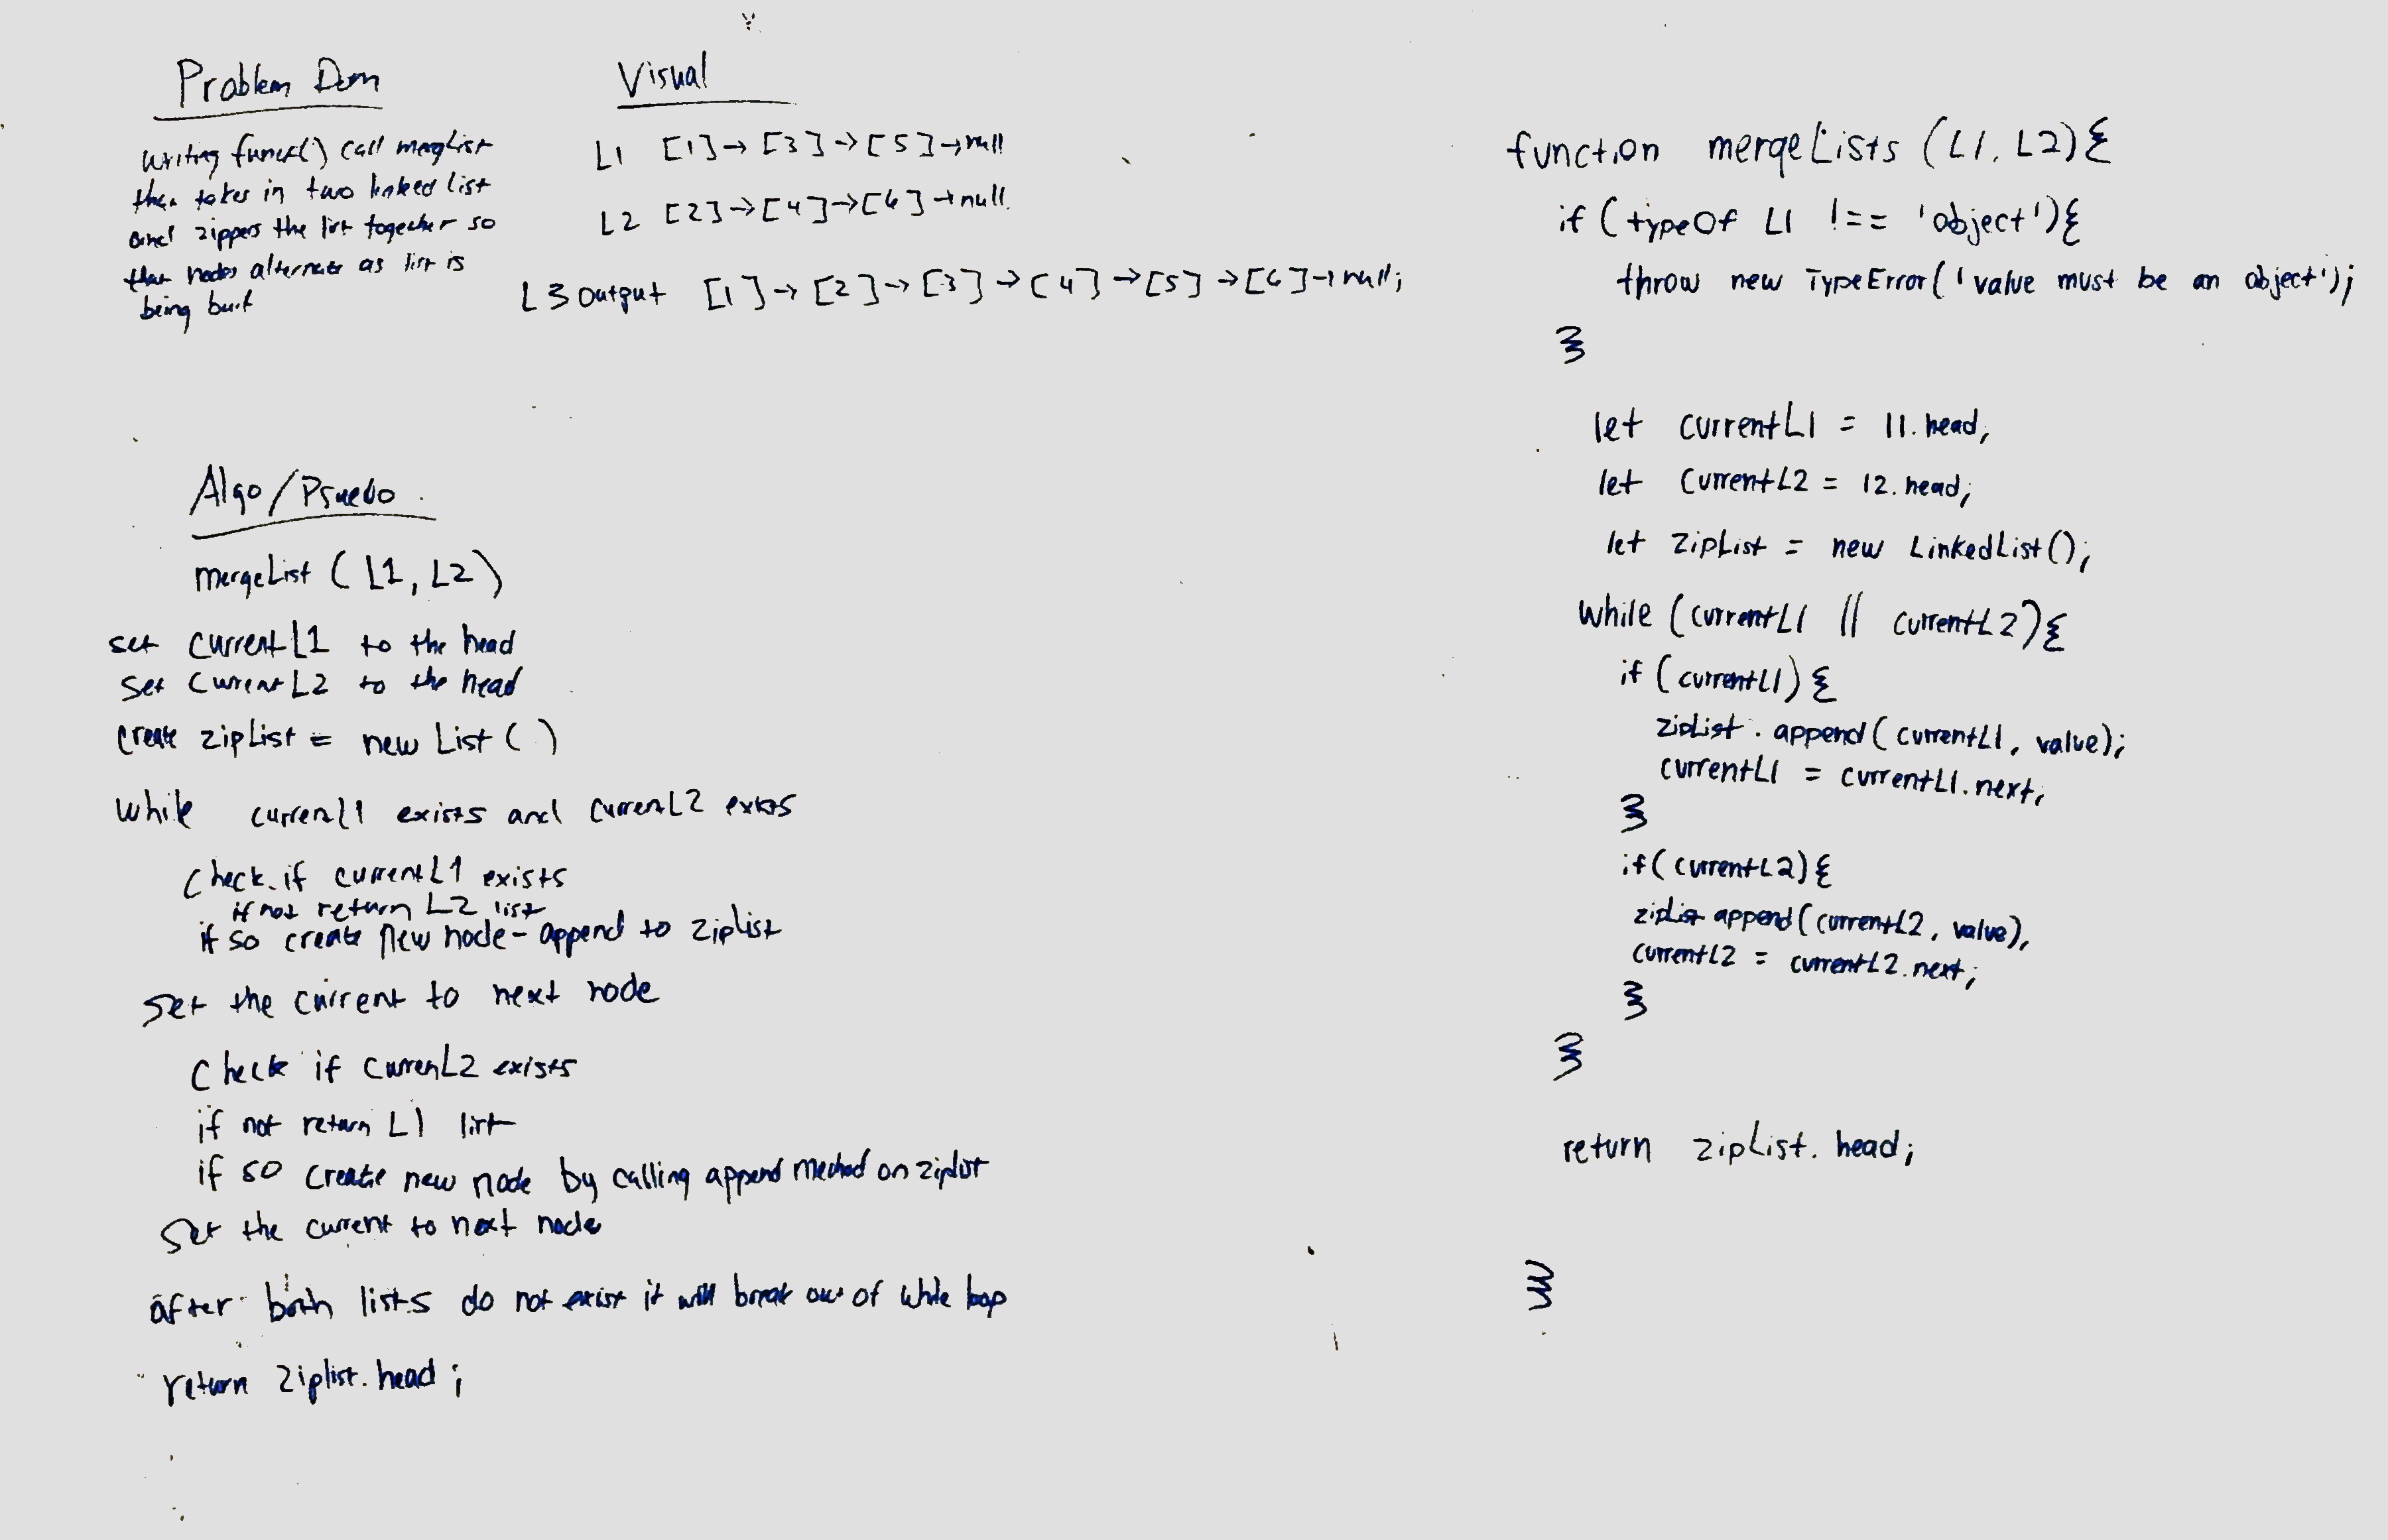 Problem Dom
Writing funct() call mergList
then takes in two linked list
and zippers the list together so
that nodes alternate as list is
being built
Visual
L1 [1]→[3]→[5]→null
L2 [2]→[4]→[6]→null.
L3 output [1]→[2]→[3]→[4]→[5]→[6]→null;
Algo/Psuedo
mergeList (L1, L2)
set currentL1 to the head
set currentL2 to the head
create zipList = new List ( )
while currenL1 exists and currenL2 exists
Check if currentL1 exists
if not return L2 list
if so create new node - append to ziplist
set the current to next node
Check if currenL2 exists
if not return L1 list
if so create new node by calling append method on ziplist
Set the current to next node
after both lists do not exist it will break out of while loop
return ziplist.head;
function mergeLists (L1, L2){
if (typeOf L1 !== 'object'){
throw new TypeError('value must be an object');
}
let currentL1 = l1.head;
let currentL2 = l2.head;
let zipList = new LinkedList();
while (currentL1 || currentL2){
if (currentL1){
zipList.append(currentL1, value);
currentL1 = currentL1.next;
}
if(currentL2){
zipList append(currentL2, value),
currentL2 = currentL2.next;
}
}
return zipList.head;
}